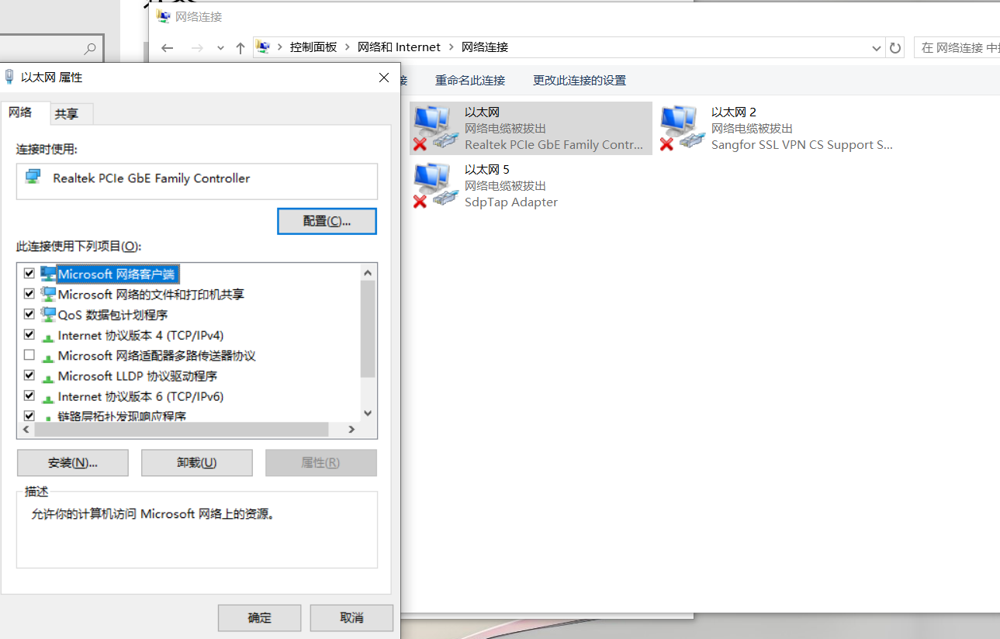 网络连接
控制面板 网络和 Internet 网络连接
在 网络连接 中
重命名此连接 更改此连接的设置
以太网
网络电缆被拔出
Realtek PCIe GbE Family Contr...
以太网 2
网络电缆被拔出
Sangfor SSL VPN CS Support S...
以太网 5
网络电缆被拔出
SdpTap Adapter
以太网 属性
网络 共享
连接时使用:
Realtek PCIe GbE Family Controller
配置(C)...
此连接使用下列项目(O):
Microsoft 网络客户端
Microsoft 网络的文件和打印机共享
QoS 数据包计划程序
Internet 协议版本 4 (TCP/IPv4)
Microsoft 网络适配器多路传送器协议
Microsoft LLDP 协议驱动程序
Internet 协议版本 6 (TCP/IPv6)
链路层拓扑发现响应程序
安装(N)... 卸载(U) 属性(R)
描述
允许你的计算机访问 Microsoft 网络上的资源。
确定 取消